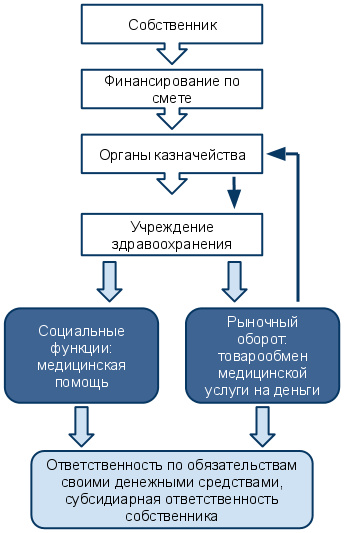 Собственник
Финансирование по
смете
Органы казначейства
Учреждение
здравоохранения
Социальные
функции:
медицинская
помощь
Рыночный
оборот:
товарообмен
медицинской
услуги на деньги
Ответственность по обязательствам
своими денежными средствами,
субсидиарная ответственность
собственника